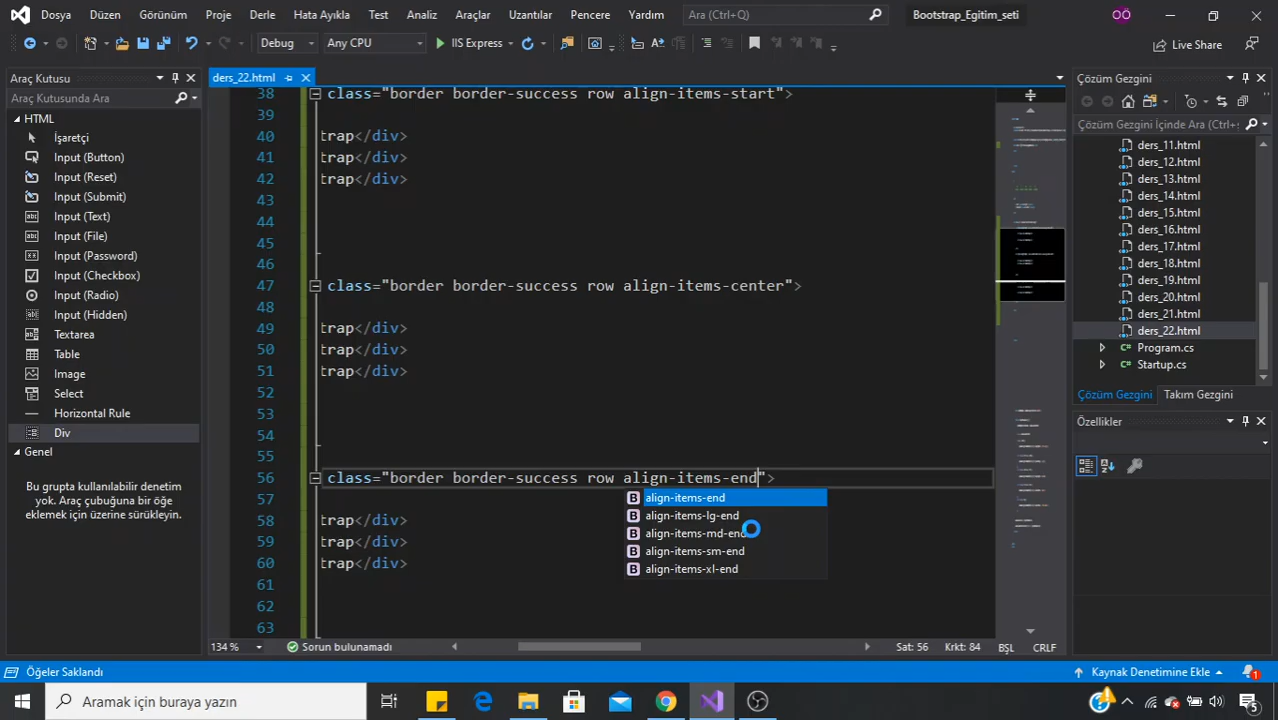 Dosya Düzen Görünüm Git Proje Derle Hata Ayıkla Test Analiz Araçlar Uzantılar Pencere Yardım Ara (Ctrl+Q) Bootstrap_Egitim_seti OÖ
Debug Any CPU IIS Express Live Share
Araç Kutusu
Araç Kutusunda Ara
HTML
İşaretçi
Input (Button)
Input (Reset)
Input (Submit)
Input (Text)
Input (File)
Input (Password)
Input (Checkbox)
Input (Radio)
Input (Hidden)
Textarea
Table
Image
Select
Horizontal Rule
Div
Genel
Bu grupta kullanılabilir denetim
yok. Araç çubuğuna bir öğe
eklemek için üzerine sürükleyin.
ders_22.html
38 class="border border-success row align-items-start">
39
40 trap</div>
41 trap</div>
42 trap</div>
43
44
45
46
47 class="border border-success row align-items-center">
48
49 trap</div>
50 trap</div>
51 trap</div>
52
53
54
55
56 class="border border-success row align-items-end">
57
58 trap</div>
59 trap</div>
60 trap</div>
61
62
63
align-items-end
align-items-lg-end
align-items-md-end
align-items-sm-end
align-items-xl-end
134 % Sorun bulunamadı Sat: 56 Krkt: 84 BŞL CRLF
Çözüm Gezgini
Çözüm Gezgini İçinde Ara (Ctrl+
ders_11.html
ders_12.html
ders_13.html
ders_14.html
ders_15.html
ders_16.html
ders_17.html
ders_18.html
ders_19.html
ders_20.html
ders_21.html
ders_22.html
Program.cs
Startup.cs
Çözüm Gezgini Takım Gezgini
Özellikler
Öğeler Saklandı Kaynak Denetimine Ekle 1
Aramak için buraya yazın 5